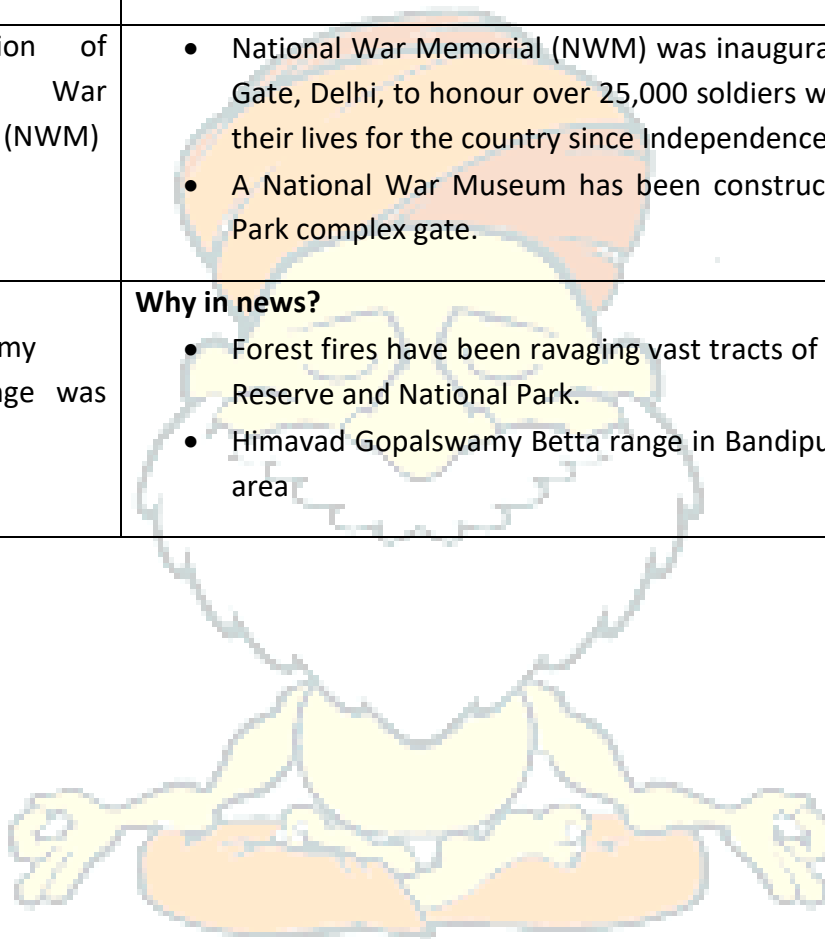 ion of
War
(NWM)
National War Memorial (NWM) was inaugura
Gate, Delhi, to honour over 25,000 soldiers w
their lives for the country since Independence
A National War Museum has been construc
Park complex gate.
my
nge was
Why in news?
Forest fires have been ravaging vast tracts of
Reserve and National Park.
Himavad Gopalswamy Betta range in Bandipu
area